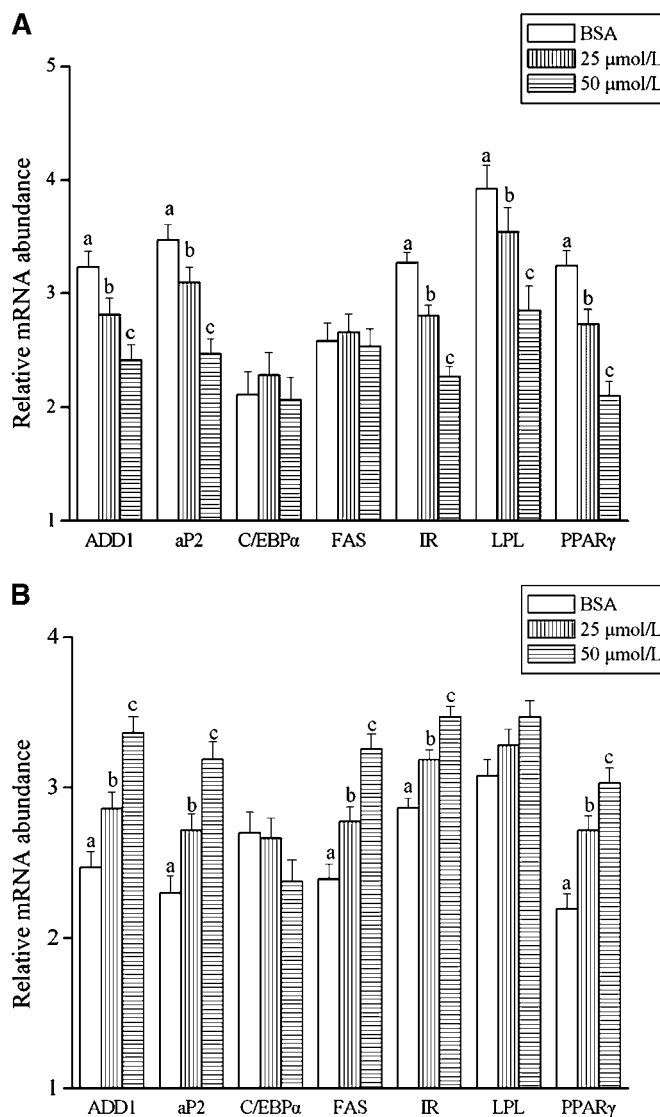 A
BSA
25 µmol/L
50 µmol/L
Relative mRNA abundance
5
4
3
2
1
a
b
c
a
b
c
a
b
c
a
b
c
a
b
c
ADD1 aP2 C/EBPα FAS IR LPL PPARγ
B
BSA
25 µmol/L
50 µmol/L
Relative mRNA abundance
4
3
2
1
a
b
c
a
b
c
a
b
c
a
b
c
a
b
c
ADD1 aP2 C/EBPα FAS IR LPL PPARγ